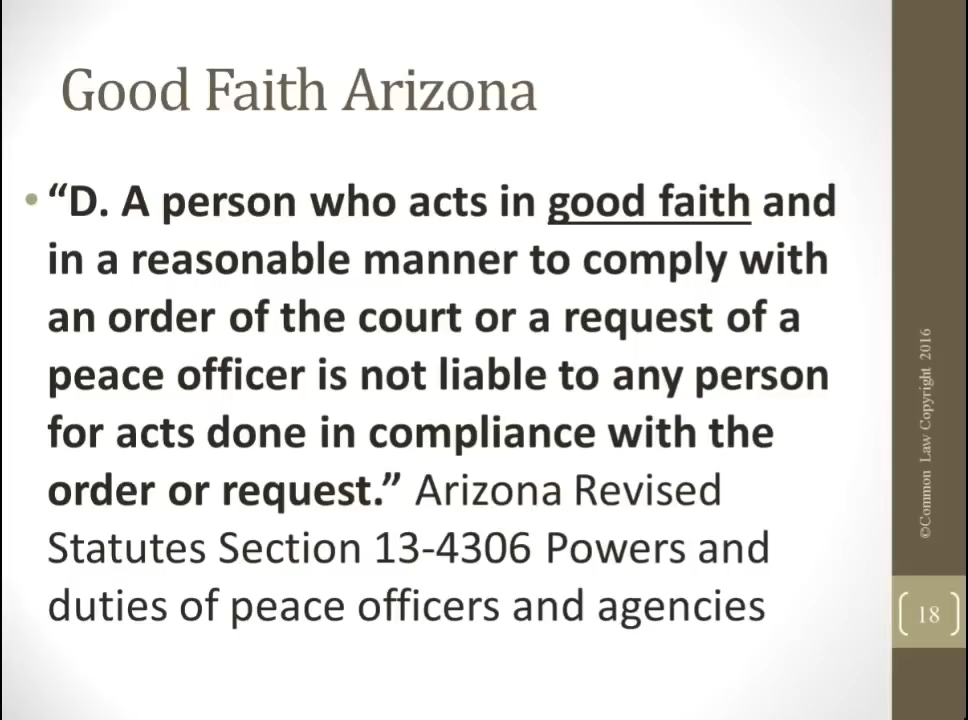 Good Faith Arizona
• “D. A person who acts in good faith and
in a reasonable manner to comply with
an order of the court or a request of a
peace officer is not liable to any person
for acts done in compliance with the
order or request.” Arizona Revised
Statutes Section 13-4306 Powers and
duties of peace officers and agencies
©Common Law Copyright 2016
18